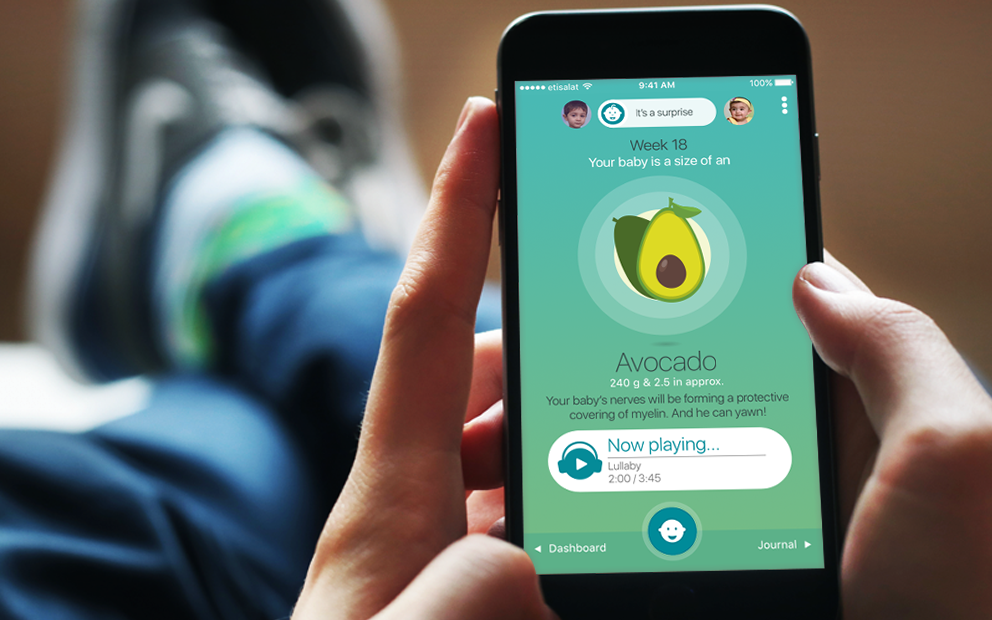 etisalat
9:41 AM
100%
It's a surprise
Week 18
Your baby is a size of an
Avocado
240 g & 2.5 in approx.
Your baby's nerves will be forming a protective
covering of myelin. And he can yawn!
Now playing...
Lullaby
2:00 / 3:45
Dashboard
Journal